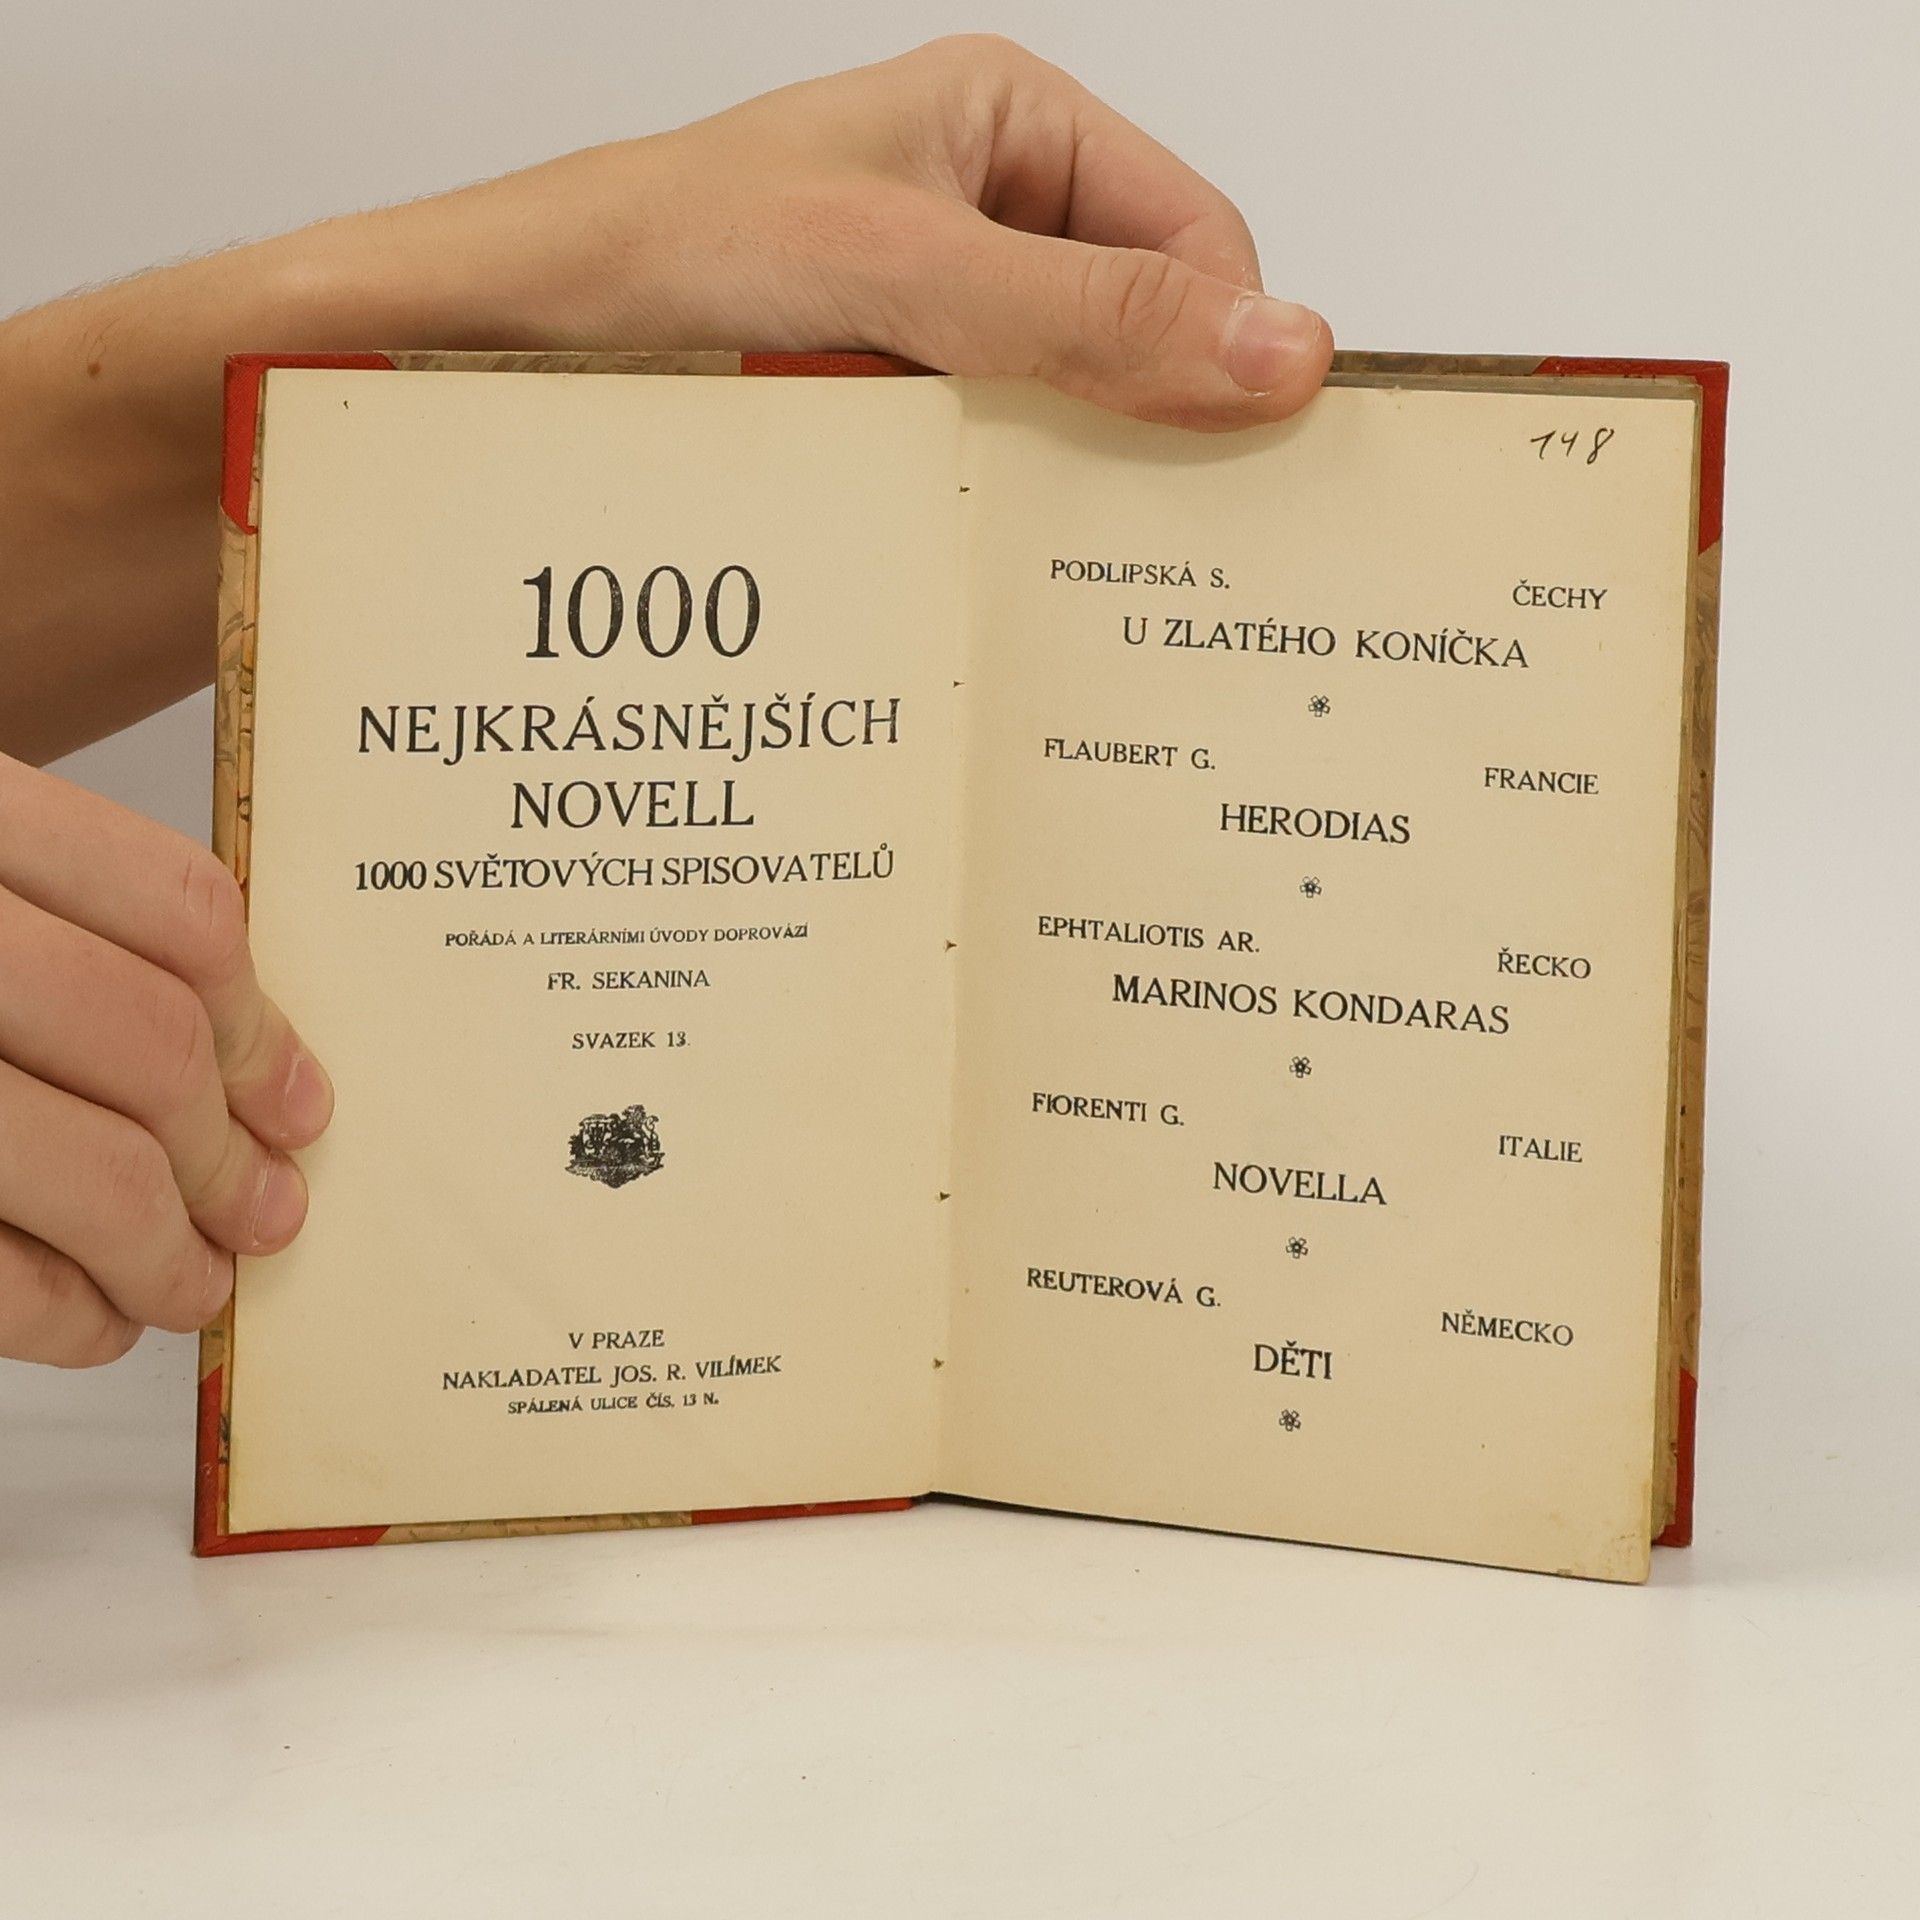 1000
NEJKRÁSNĚJŠÍCH
NOVELL
1000 SVĚTOVÝCH SPISOVATELŮ
POŘÁDÁ A LITERÁRNÍMI ÚVODY DOPROVÁZÍ
FR. SEKANINA
SVAZEK 13.
V PRAZE
NAKLADATEL JOS. R. VILÍMEK
SPÁLENÁ ULICE ČÍS. 13 N.
148
PODLIPSKÁ S.
ČECHY
U ZLATÉHO KONÍČKA
FLAUBERT G.
FRANCIE
HERODIAS
EPHTALIOTIS AR.
ŘECKO
MARINOS KONDARAS
FIORENTI G.
ITALIE
NOVELLA
REUTEROVÁ G.
NĚMECKO
DĚTI